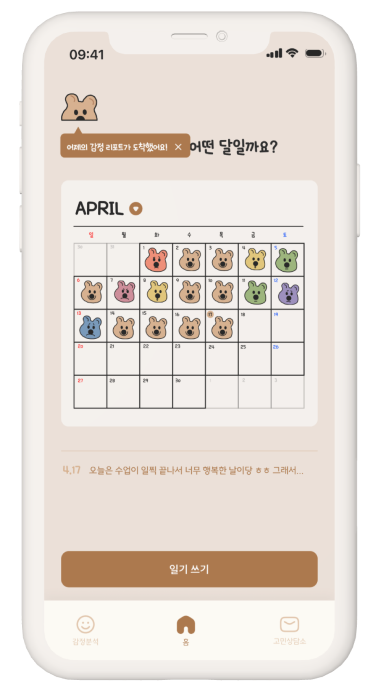 09:41
어떤 달일까요?
어제의 감정 리포트가 도착했어요! ×
APRIL
일 월 화 수 목 금 토
30 31 1 2 3 4 5
6 7 8 9 10 11 12
13 14 15 16 17 18 19
20 21 22 23 24 25 26
27 28 29 30 1 2 3
4.17 오늘은 수업이 일찍 끝나서 너무 행복한 날이당 ㅎㅎ 그래서...
일기 쓰기
감정분석 홈 고민상담소